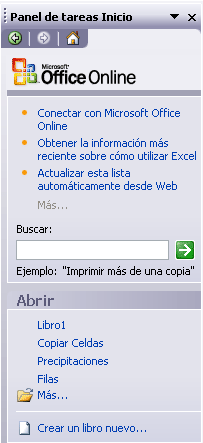 Panel de tareas Inicio
Microsoft
Office Online
Conectar con Microsoft Office
Online
Obtener la información más
reciente sobre cómo utilizar Excel
Actualizar esta lista
automáticamente desde Web
Más...
Buscar:
Ejemplo: "Imprimir más de una copia"
Abrir
Libro1
Copiar Celdas
Precipitaciones
Filas
Más...
Crear un libro nuevo...